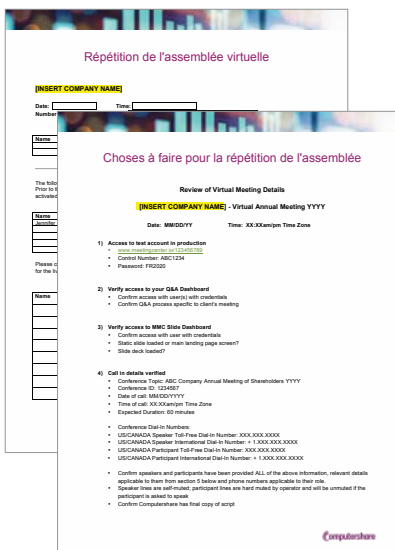 Répétition de l'assemblée virtuelle
[INSERT COMPANY NAME]
Date:
Time:
Number
Name
The follo
Prior to t
activated
Name
Jennifer
Please c
for the liv
Name
Choses à faire pour la répétition de l'assemblée
Review of Virtual Meeting Details
[INSERT COMPANY NAME] - Virtual Annual Meeting YYYY
Date: MM/DD/YY Time: XX:XXam/pm Time Zone
1) Access to test account in production
• www.meetingcenter.io/123456789
• Control Number: ABC1234
• Password: FR2020
2) Verify access to your Q&A Dashboard
• Confirm access with user(s) with credentials
• Confirm Q&A process specific to client's meeting
3) Verify access to MMC Slide Dashboard
• Confirm access with user with credentials
• Static slide loaded or main landing page screen?
• Slide deck loaded?
4) Call in details verified
• Conference Topic: ABC Company Annual Meeting of Shareholders YYYY
• Conference ID: 1234567
• Date of call: MM/DD/YYYY
• Time of call: XX:XXam/pm Time Zone
• Expected Duration: 60 minutes
• Conference Dial-In Numbers:
• US/CANADA Speaker Toll-Free Dial-In Number: XXX.XXX.XXXX
• US/CANADA Speaker International Dial-In Number: + 1.XXX.XXX.XXXX
• US/CANADA Participant Toll-Free Dial-In Number: XXX.XXX.XXXX
• US/CANADA Participant International Dial-In Number: + 1.XXX.XXX.XXXX
• Confirm speakers and participants have been provided ALL of the above information, relevant details
applicable to them from section 5 below and phone numbers applicable to their role.
• Speaker lines are self-muted; participant lines are hard muted by operator and will be unmuted if the
participant is asked to speak
• Confirm Computershare has final copy of script
Computershare